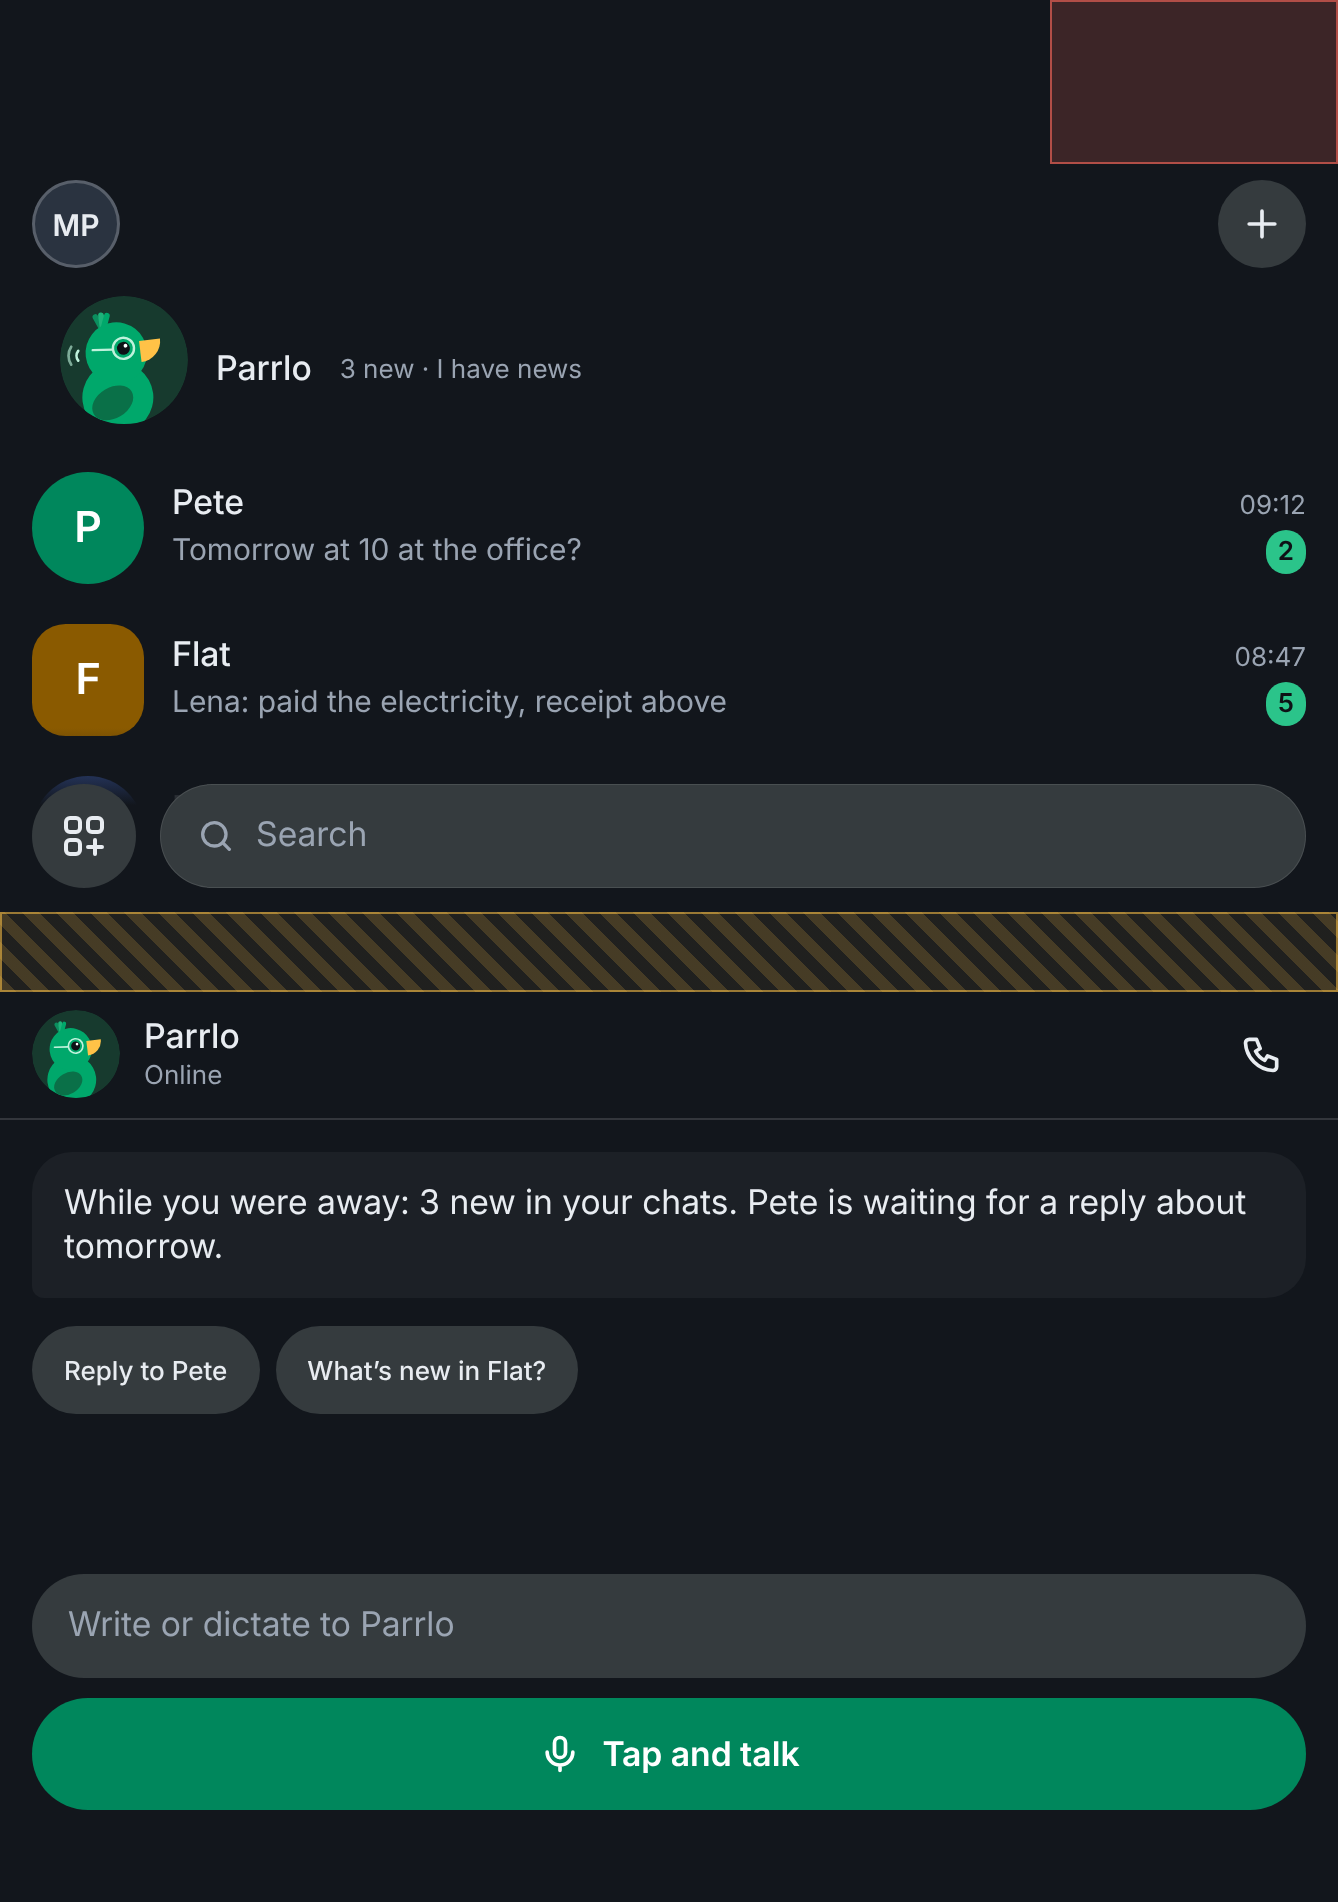 MP
Parrlo 3 new · I have news
P
Pete
09:12
Tomorrow at 10 at the office?
2
F
Flat
08:47
Lena: paid the electricity, receipt above
5
Search
Parrlo
Online
While you were away: 3 new in your chats. Pete is waiting for a reply about
tomorrow.
Reply to Pete
What’s new in Flat?
Write or dictate to Parrlo
Tap and talk